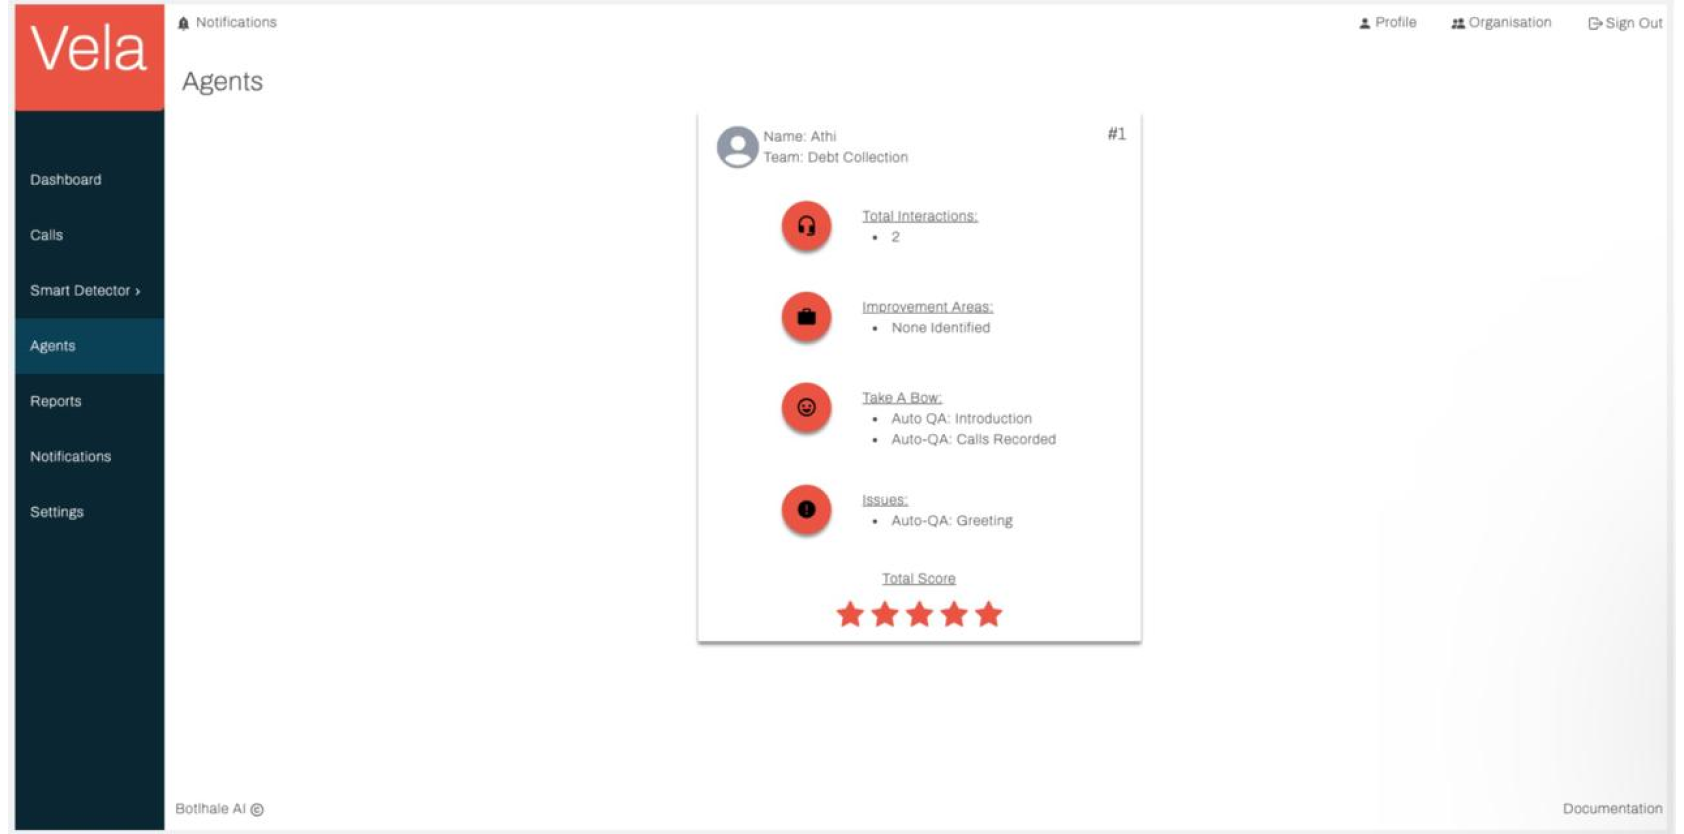 Vela
Notifications
Profile
Organisation
Sign Out
Agents
Dashboard
Calls
Smart Detector ›
Agents
Reports
Notifications
Settings
Name: Athi
#1
Team: Debt Collection
Total Interactions:
• 2
Improvement Areas:
• None Identified
Take A Bow:
• Auto QA: Introduction
• Auto-QA: Calls Recorded
Issues:
• Auto-QA: Greeting
Total Score
Botlhale AI ©
Documentation